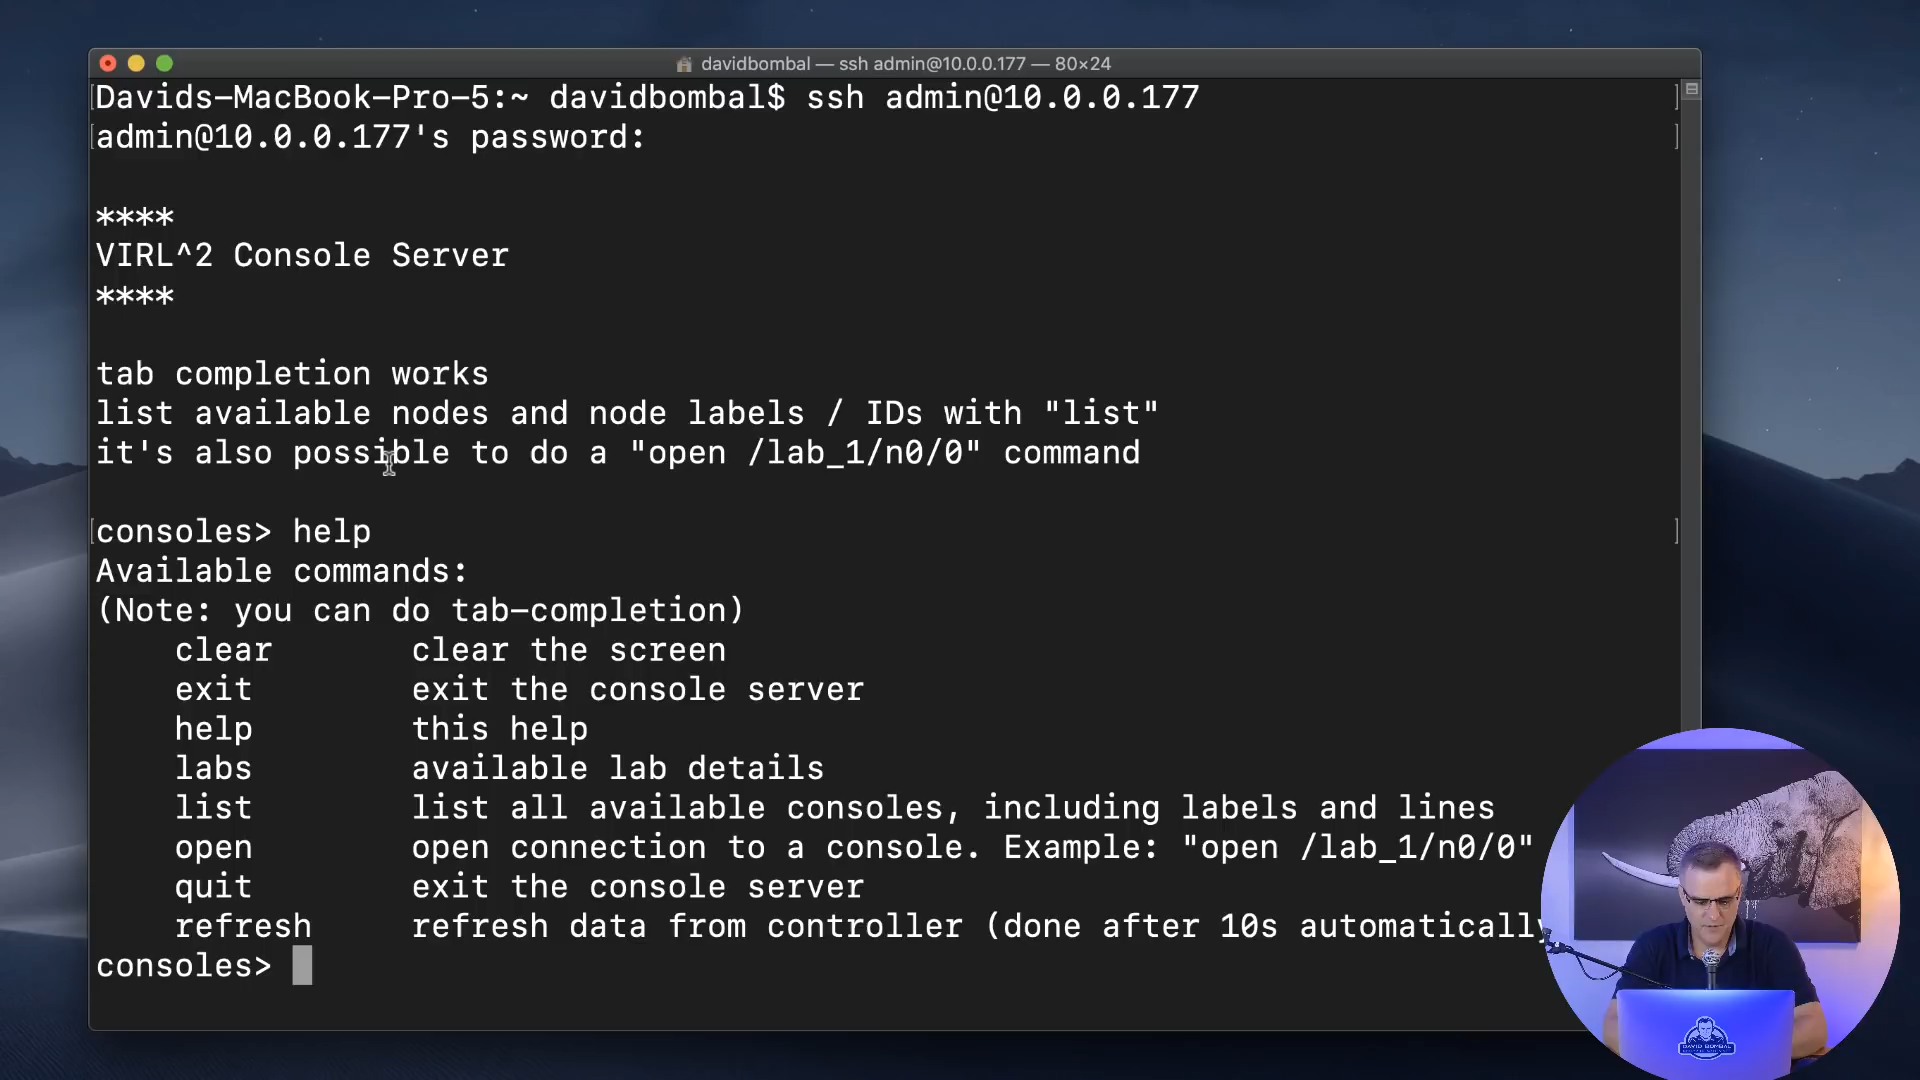 davidbombal — ssh admin@10.0.0.177 — 80×24
Davids-MacBook-Pro-5:~ davidbombal$ ssh admin@10.0.0.177
admin@10.0.0.177's password:
****
VIRL^2 Console Server
****
tab completion works
list available nodes and node labels / IDs with "list"
it's also possible to do a "open /lab_1/n0/0" command
consoles> help
Available commands:
(Note: you can do tab-completion)
clear clear the screen
exit exit the console server
help this help
labs available lab details
list list all available consoles, including labels and lines
open open connection to a console. Example: "open /lab_1/n0/0"
quit exit the console server
refresh refresh data from controller (done after 10s automatically
consoles>
DAVID BOMBAL